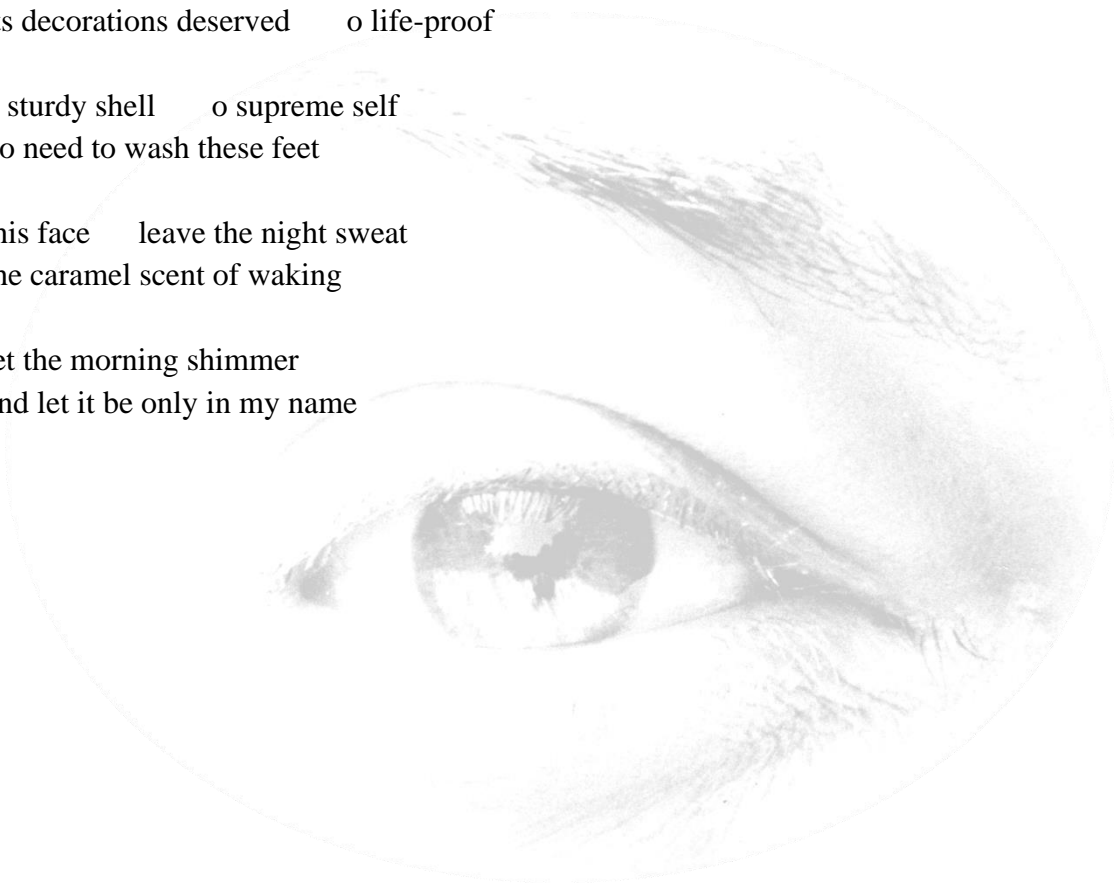 s decorations deserved o life-proof
sturdy shell o supreme self
o need to wash these feet
his face leave the night sweat
he caramel scent of waking
et the morning shimmer
nd let it be only in my name